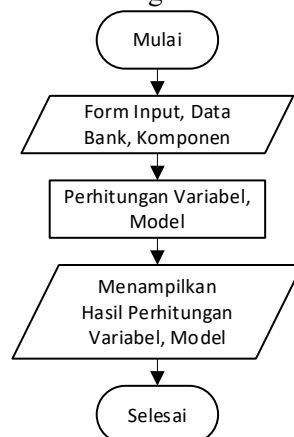 Mulai
Form Input, Data
Bank, Komponen
Perhitungan Variabel,
Model
Menampilkan
Hasil Perhitungan
Variabel, Model
Selesai